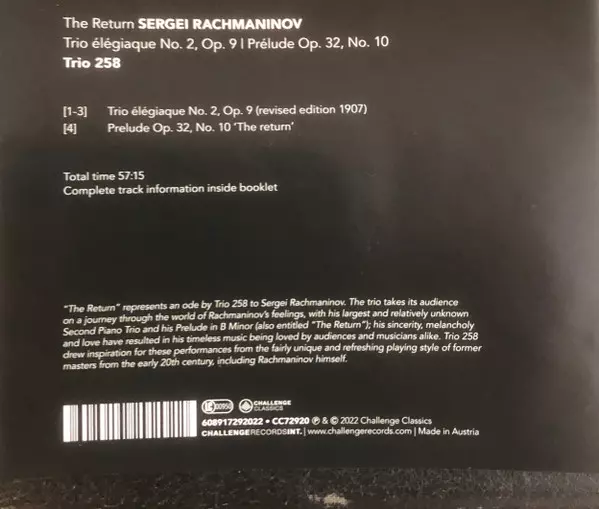 The Return SERGEI RACHMANINOV
Trio élégiaque No. 2, Op. 9 | Prélude Op. 32, No. 10
Trio 258
[1-3] Trio élégiaque No. 2, Op. 9 (revised edition 1907)
[4] Prelude Op. 32, No. 10 'The return'
Total time 57:15
Complete track information inside booklet
"The Return" represents an ode by Trio 258 to Sergei Rachmaninov. The trio takes its audience
on a journey through the world of Rachmaninov's feelings, with his largest and relatively unknown
Second Piano Trio and his Prelude in B Minor (also entitled "The Return"); his sincerity, melancholy
and love have resulted in his timeless music being loved by audiences and musicians alike. Trio 258
drew inspiration for these performances from the fairly unique and refreshing playing style of former
masters from the early 20th century, including Rachmaninov himself.
CHALLENGE
CLASSICS
608917292022 • CC72920 ℗ & © 2022 Challenge Classics
CHALLENGERECORDSINT. | www.challengerecords.com | Made in Austria